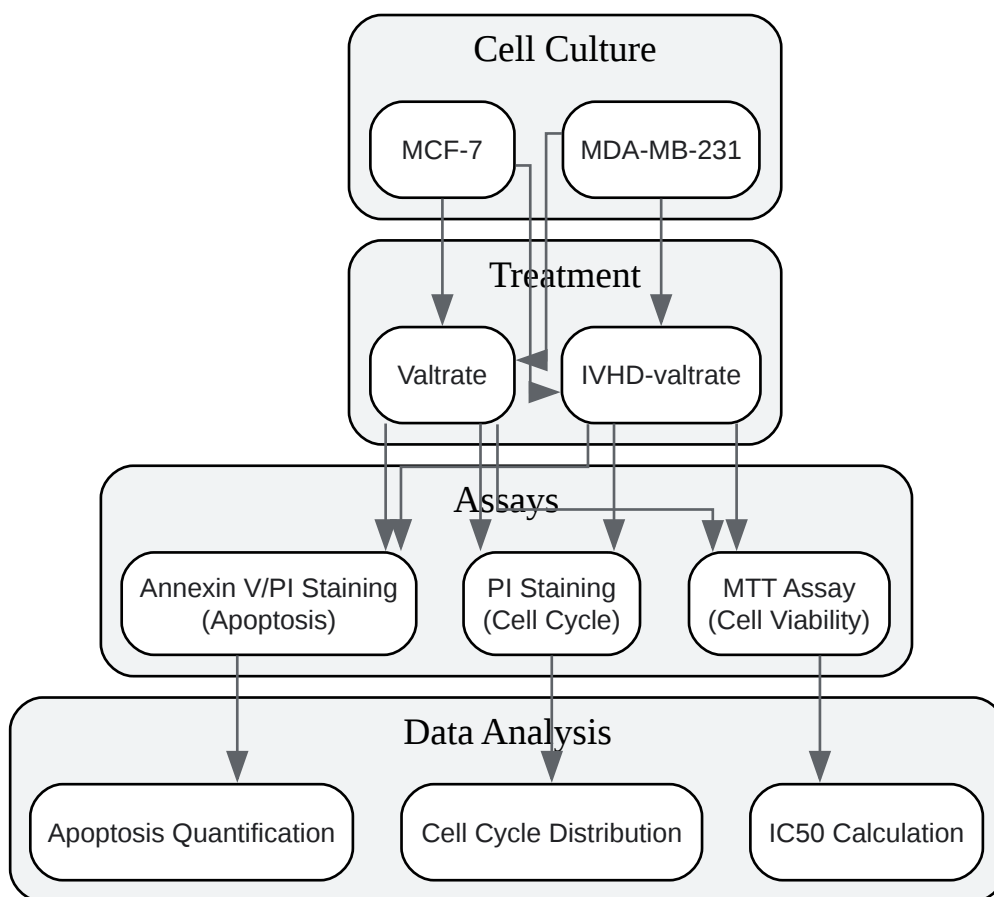 Cell Culture
MCF-7
MDA-MB-231
Treatment
Valtrate
IVHD-valtrate
Assays
Annexin V/PI Staining
(Apoptosis)
PI Staining
(Cell Cycle)
MTT Assay
(Cell Viability)
Data Analysis
Apoptosis Quantification
Cell Cycle Distribution
IC50 Calculation